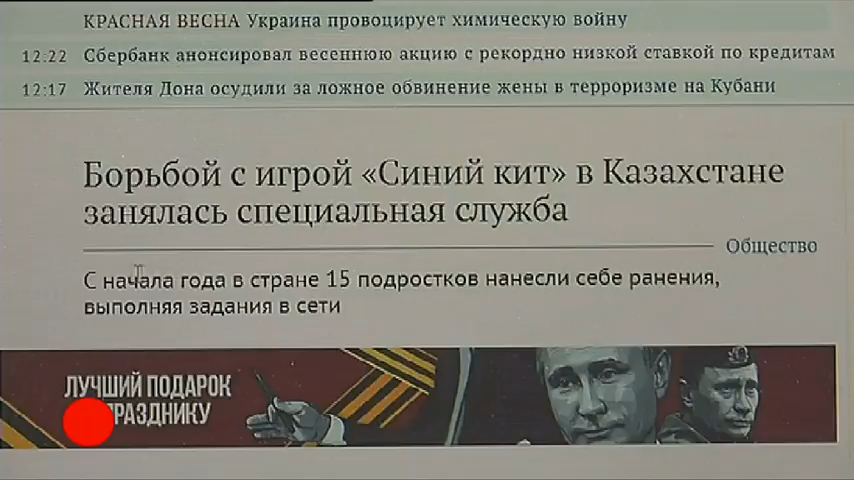 КРАСНАЯ ВЕСНА Украина провоцирует химическую войну
12:22 Сбербанк анонсировал весеннюю акцию с рекордно низкой ставкой по кредитам
12:17 Жителя Дона осудили за ложное обвинение жены в терроризме на Кубани
Борьбой с игрой «Синий кит» в Казахстане
занялась специальная служба
Общество
С начала года в стране 15 подростков нанесли себе ранения,
выполняя задания в сети
ЛУЧШИЙ ПОДАРОК
РАЗДНИКУ